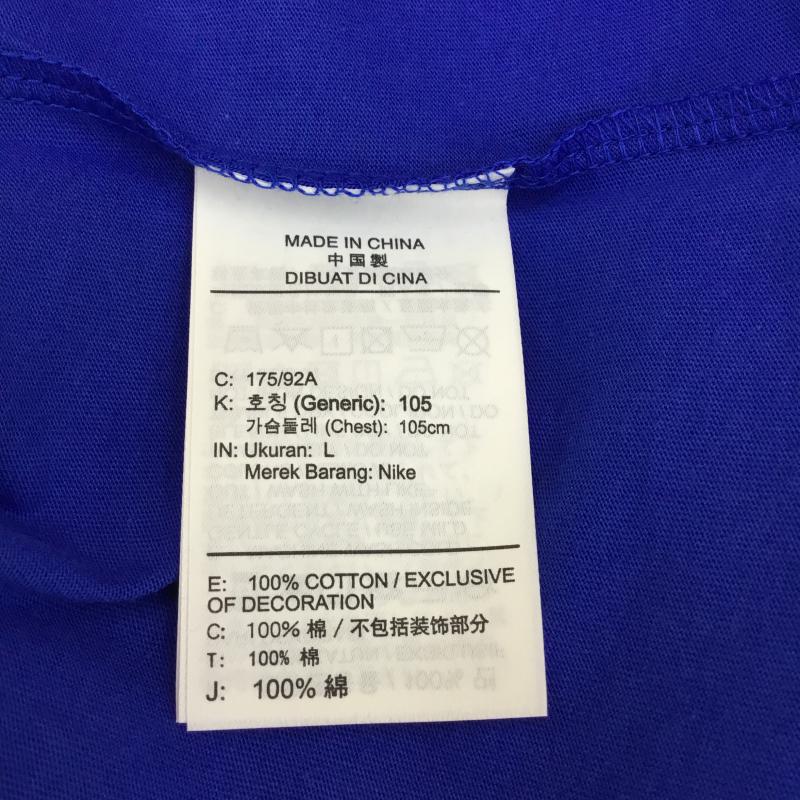 MADE IN CHINA
中国製
DIBUAT DI CINA
C: 175/92A
K: 호칭 (Generic): 105
가슴둘레 (Chest): 105cm
IN: Ukuran: L
Merek Barang: Nike
E: 100% COTTON / EXCLUSIVE
OF DECORATION
C: 100% 棉 / 不包括装饰部分
T: 100% 棉
J: 100% 綿